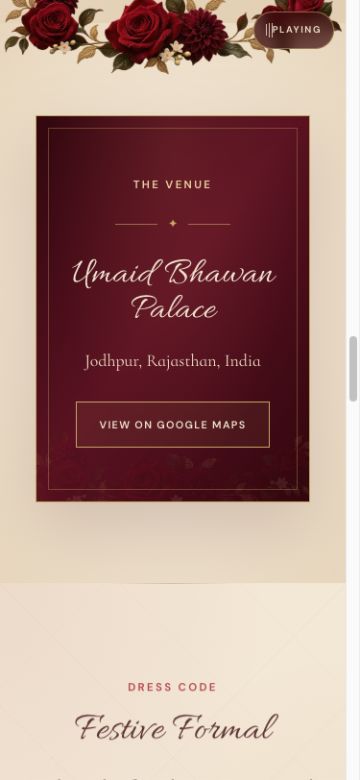 PLAYING
THE VENUE
Umaid Bhawan
Palace
Jodhpur, Rajasthan, India
VIEW ON GOOGLE MAPS
DRESS CODE
Festive Formal